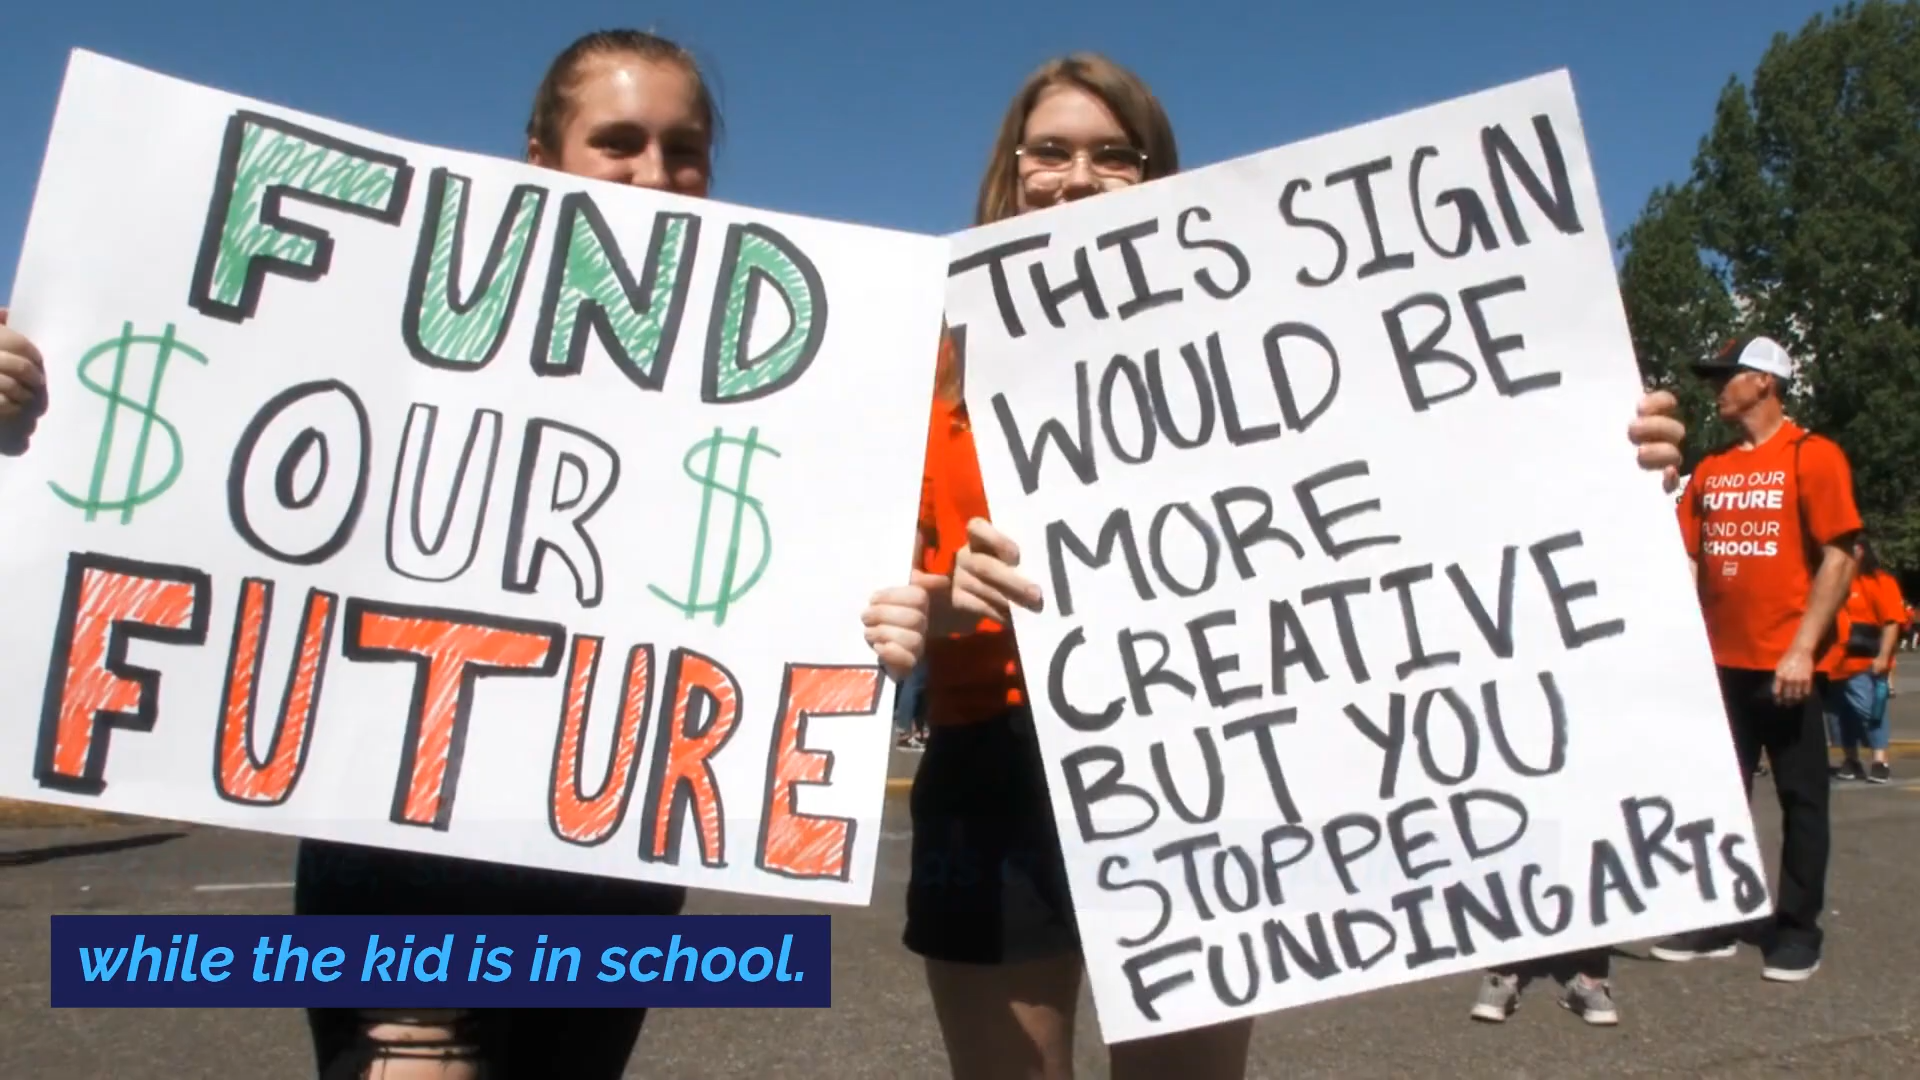 FUND
$ OUR $
FUTURE
THIS SIGN
WOULD BE
MORE
CREATIVE
BUT YOU
STOPPED
FUNDING ARTS
FUND OUR
FUTURE
FUND OUR
SCHOOLS
while the kid is in school.